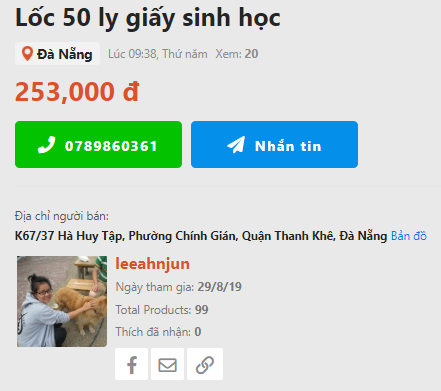 Lốc 50 ly giấy sinh học
Đà Nẵng Lúc 09:38, Thứ năm Xem: 20
253,000 đ
0789860361 Nhắn tin
Địa chỉ người bán:
K67/37 Hà Huy Tập, Phường Chính Gián, Quận Thanh Khê, Đà Nẵng Bản đồ
leeahnjun
Ngày tham gia: 29/8/19
Total Products: 99
Thích đã nhận: 0